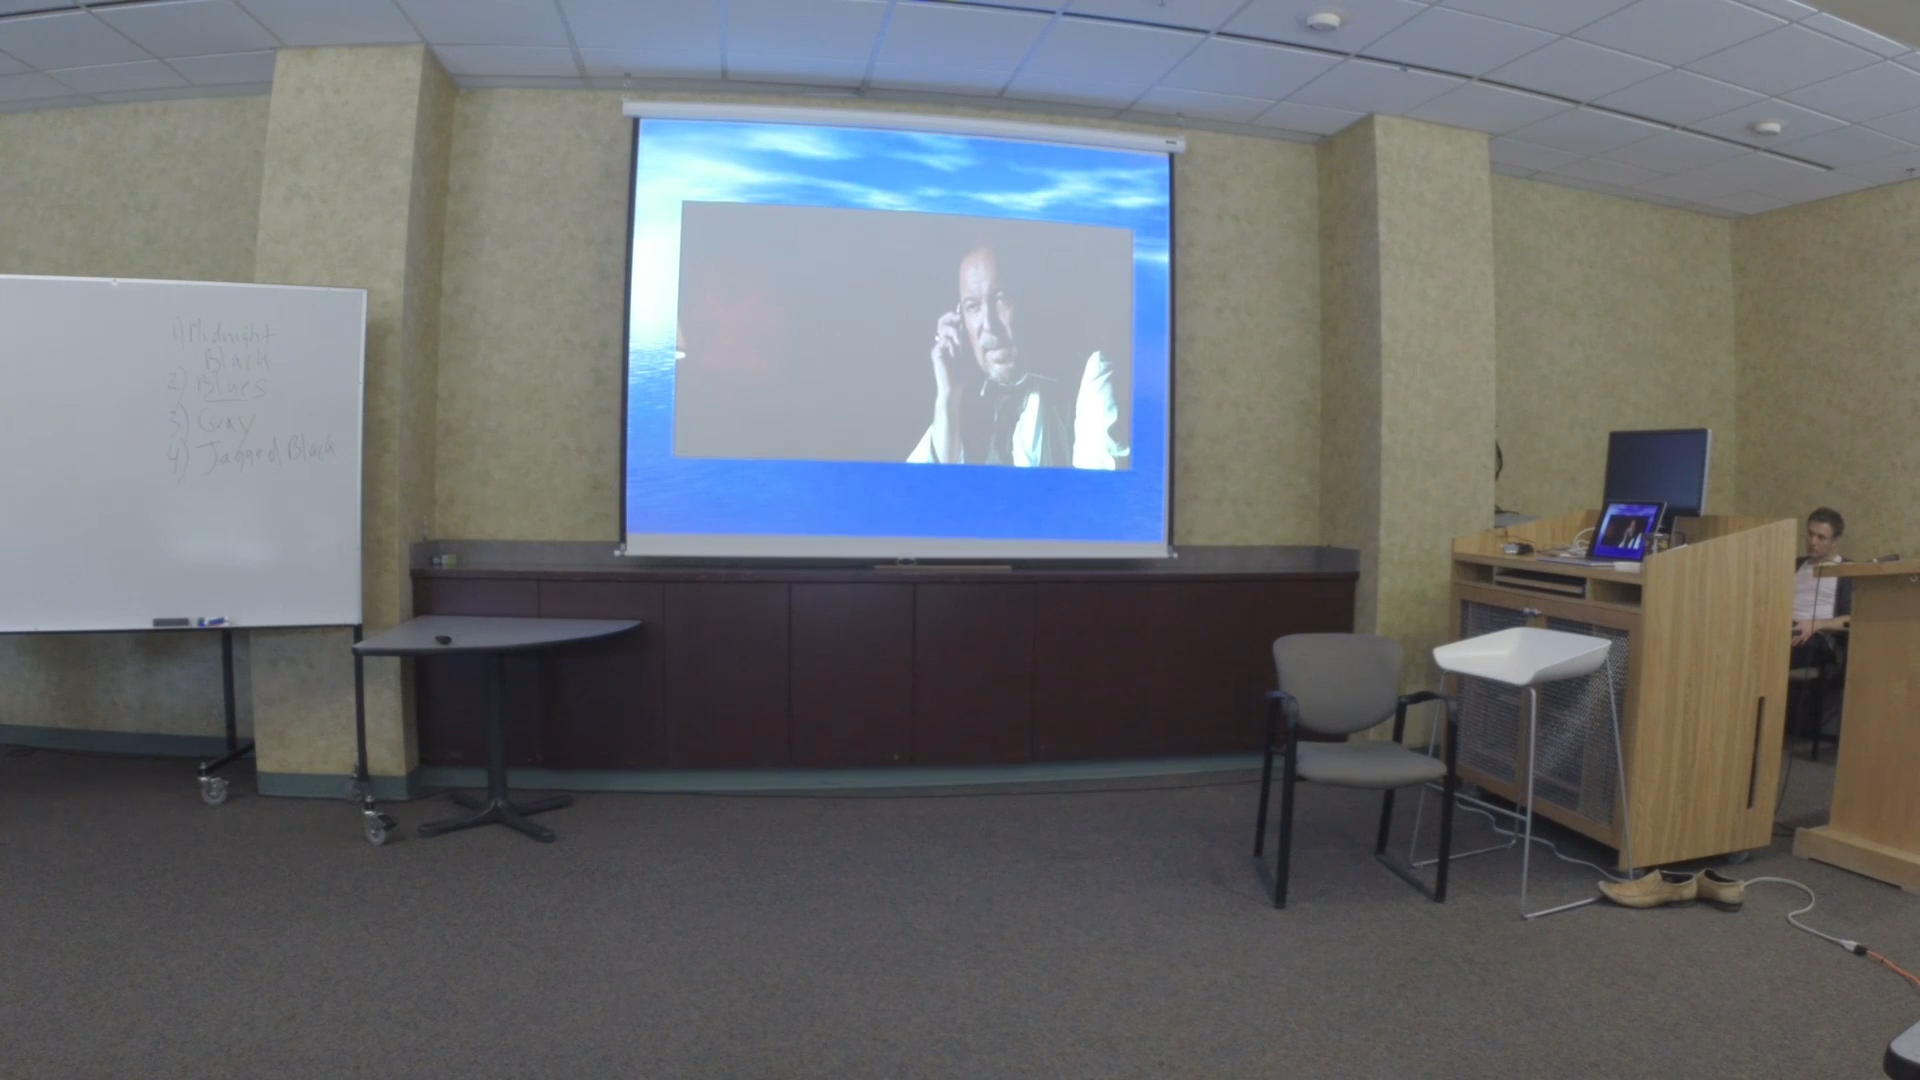 1) Midnight
Black
2) Blues
3) Gray
4) Jagged Black